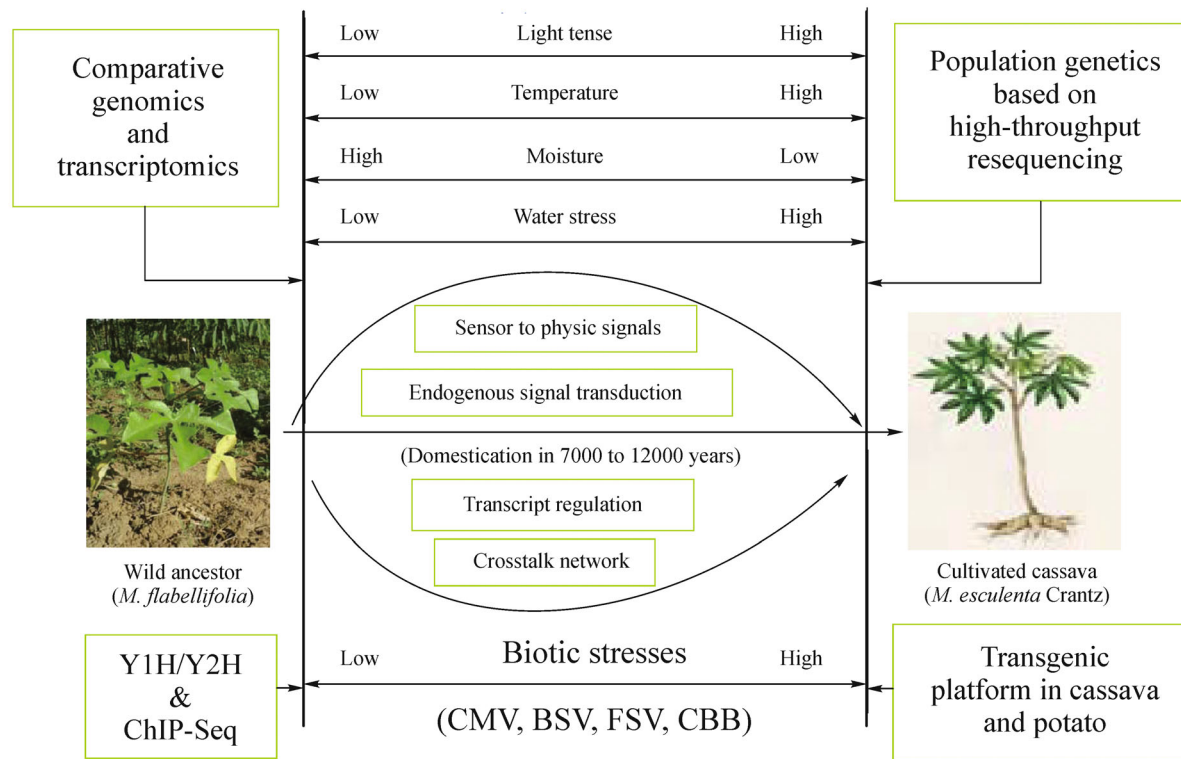 Comparative
genomics
and
transcriptomics
Low Light tense High
Low Temperature High
High Moisture Low
Low Water stress High
Population genetics
based on
high-throughput
resequencing
Sensor to physic signals
Endogenous signal transduction
(Domestication in 7000 to 12000 years)
Transcript regulation
Crosstalk network
Wild ancestor
(M. flabellifolia)
Cultivated cassava
(M. esculenta Crantz)
Y1H/Y2H
&
ChIP-Seq
Low Biotic stresses High
(CMV, BSV, FSV, CBB)
Transgenic
platform in cassava
and potato